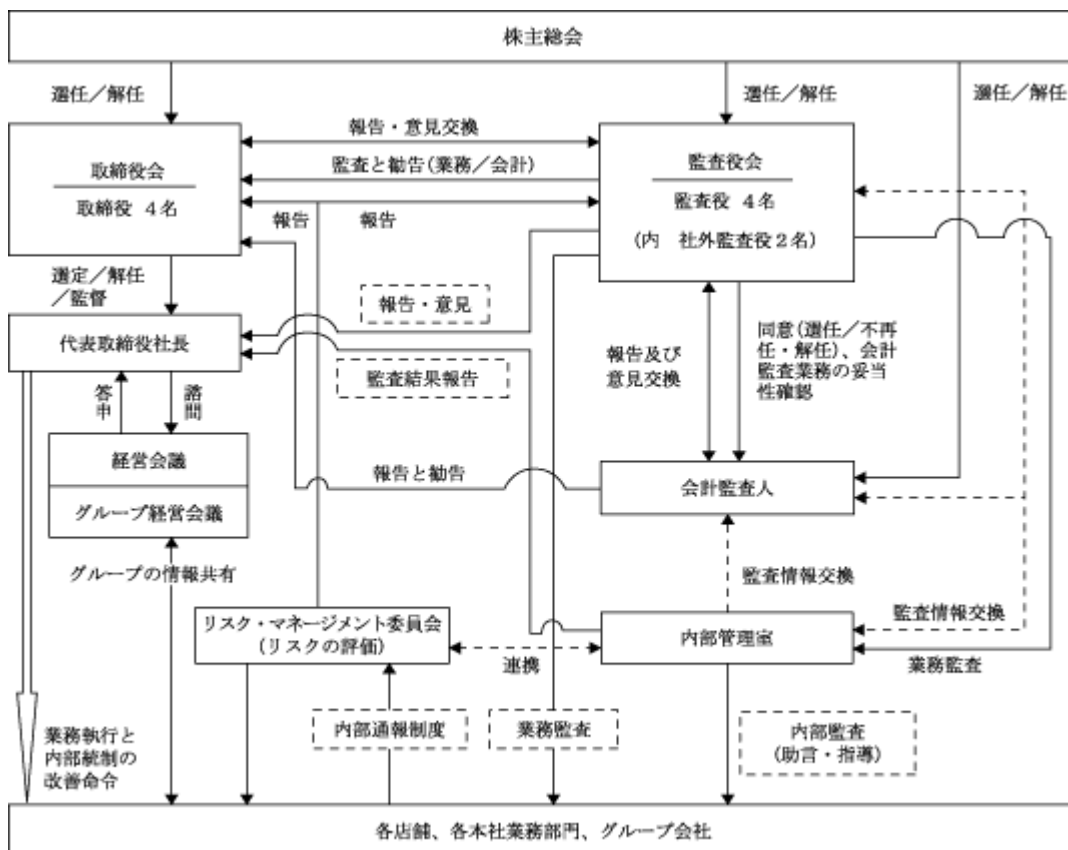 株主総会
選任／解任
選任／解任
選任／解任
報告・意見交換
取締役会
取締役 4名
監査と勧告(業務／会計)
監査役会
監査役 4名
(内 社外監査役2名)
報告
報告
選定／解任
／監督
報告・意見
代表取締役社長
監査結果報告
報告及び
意見交換
同意(選任／不再
任・解任)、会計
監査業務の妥当
性確認
答申
諮問
経営会議
グループ経営会議
報告と勧告
会計監査人
グループの情報共有
監査情報交換
リスク・マネージメント委員会
(リスクの評価)
連携
内部管理室
監査情報交換
業務監査
業務執行と
内部統制の
改善命令
内部通報制度
業務監査
内部監査
(助言・指導)
各店舗、各本社業務部門、グループ会社